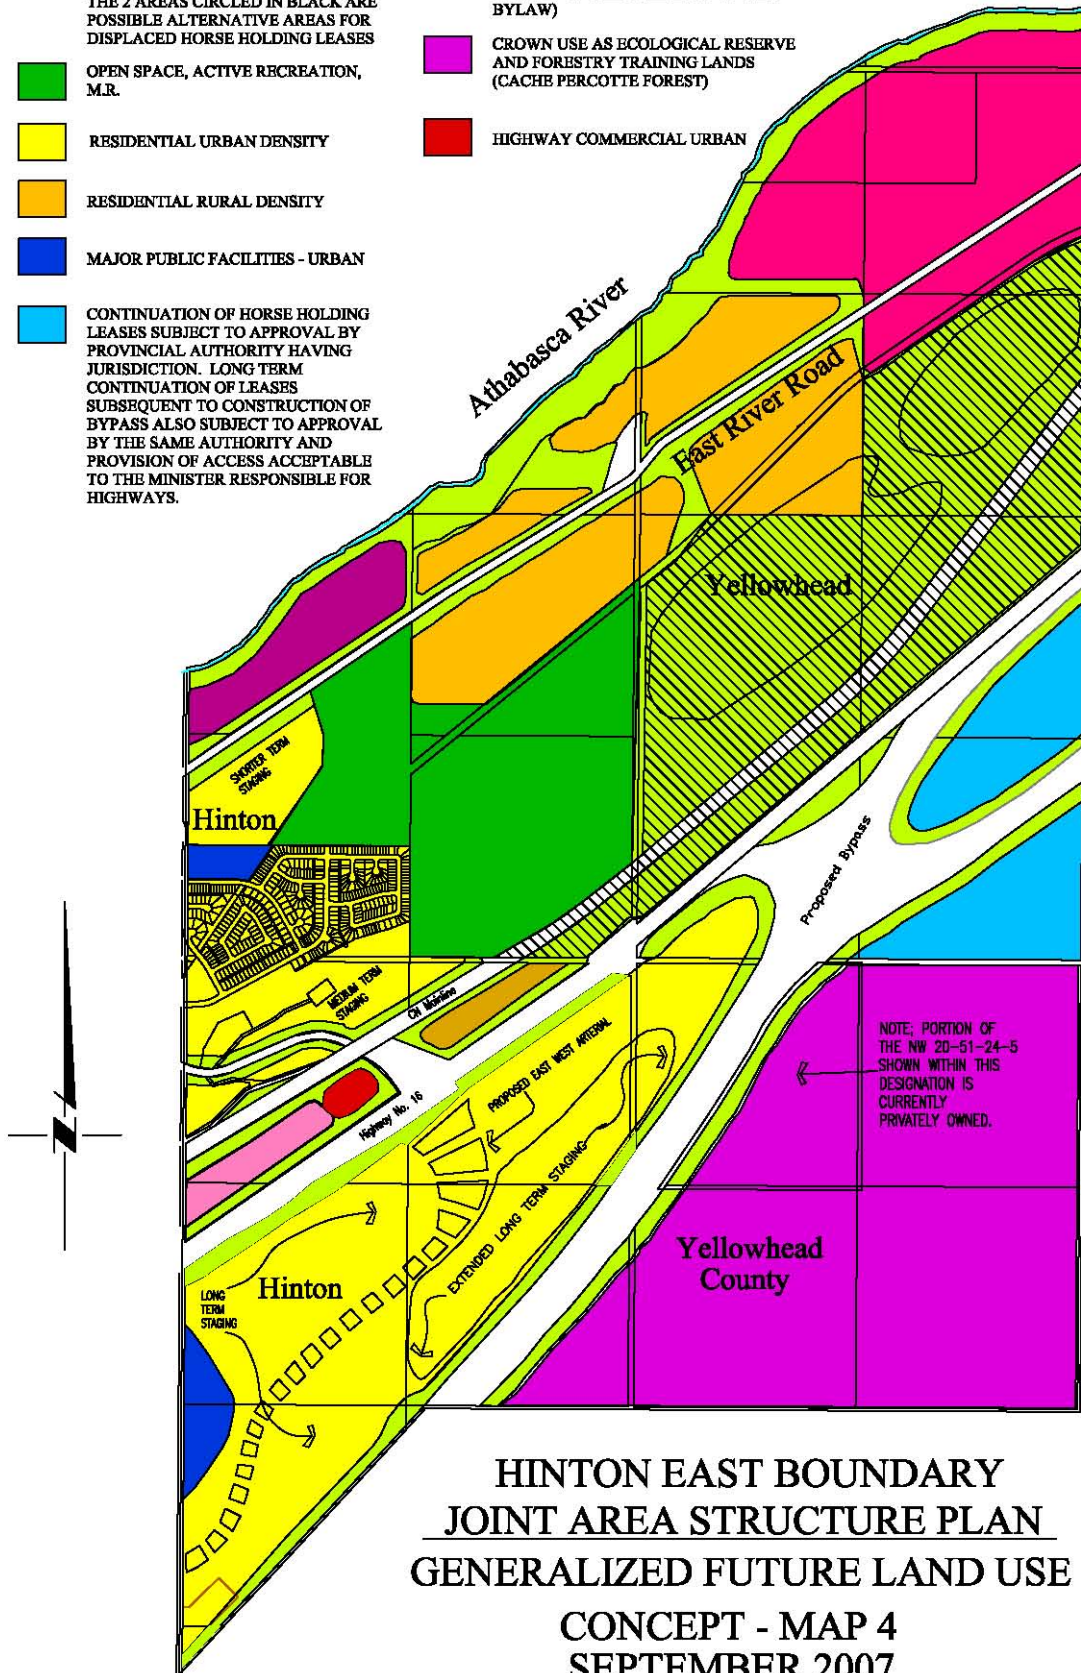 THE 2 AREAS CIRCLED IN BLACK ARE
POSSIBLE ALTERNATIVE AREAS FOR
DISPLACED HORSE HOLDING LEASES
OPEN SPACE, ACTIVE RECREATION,
M.R.
RESIDENTIAL URBAN DENSITY
RESIDENTIAL RURAL DENSITY
MAJOR PUBLIC FACILITIES - URBAN
CONTINUATION OF HORSE HOLDING
LEASES SUBJECT TO APPROVAL BY
PROVINCIAL AUTHORITY HAVING
JURISDICTION. LONG TERM
CONTINUATION OF LEASES
SUBSEQUENT TO CONSTRUCTION OF
BYPASS ALSO SUBJECT TO APPROVAL
BY THE SAME AUTHORITY AND
PROVISION OF ACCESS ACCEPTABLE
TO THE MINISTER RESPONSIBLE FOR
HIGHWAYS.
BYLAW)
CROWN USE AS ECOLOGICAL RESERVE
AND FORESTRY TRAINING LANDS
(CACHE PERCOTTE FOREST)
HIGHWAY COMMERCIAL URBAN
Athabasca River
East River Road
Yellowhead
SHORTER TERM
STAGING
Hinton
Proposed Bypass
MEDIUM TERM
STAGING
CN Mainline
PROPOSED EAST WEST ARTERIAL
Highway No. 16
NOTE; PORTION OF
THE NW 20-51-24-5
SHOWN WITHIN THIS
DESIGNATION IS
CURRENTLY
PRIVATELY OWNED.
EXTENDED LONG TERM STAGING
Yellowhead
County
Hinton
LONG
TERM
STAGING
N
HINTON EAST BOUNDARY
JOINT AREA STRUCTURE PLAN
GENERALIZED FUTURE LAND USE
CONCEPT - MAP 4
SEPTEMBER 2007